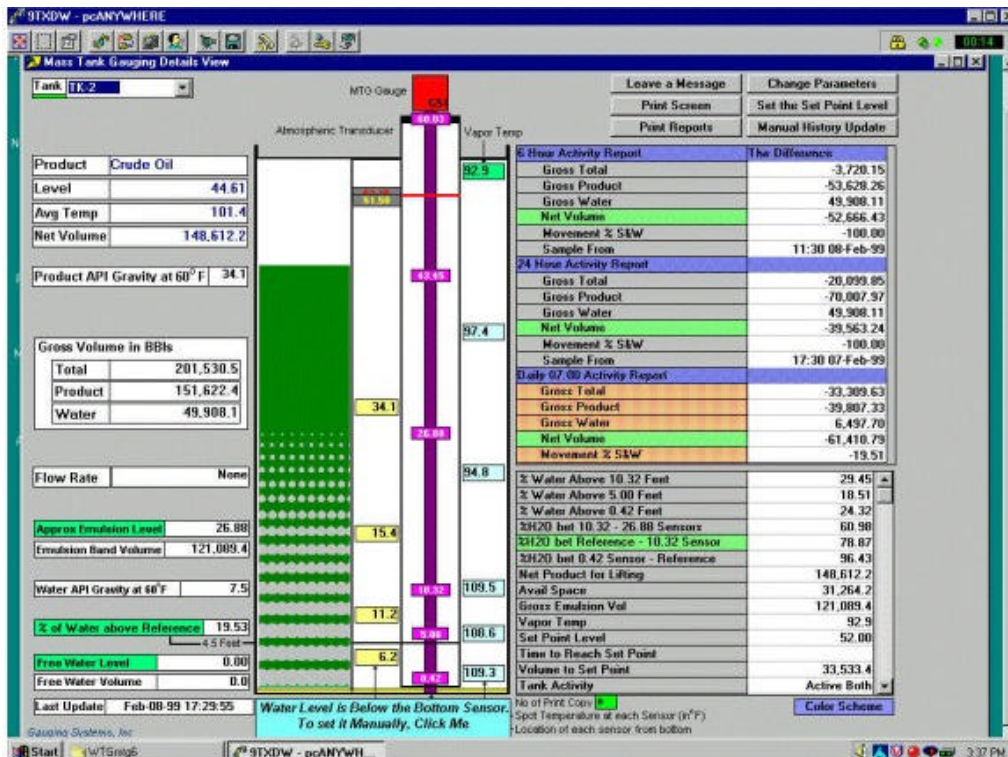 9TXDW - pcANYWHERE
00:14
Mass Tank Gauging Details View
Tank TK-2
MTG Gauge
GSI
Atmospheric Transducer
Vapor Temp
Leave a Message
Change Parameters
Print Screen
Set the Set Point Level
Print Reports
Manual History Update
Product Crude Oil
Level 44.61
Avg Temp 101.4
Net Volume 148,612.2
Product API Gravity at 60°F 34.1
Gross Volume in BBls
Total 201,530.5
Product 151,622.4
Water 49,908.1
Flow Rate None
Approx Emulsion Level 26.88
Emulsion Band Volume 121,089.4
Water API Gravity at 60°F 7.5
% of Water above Reference 19.53
4.5 Feet
Free Water Level 0.00
Free Water Volume 0.0
Last Update Feb-08-99 17:29:55
Gauging Systems, Inc
60.03
51.50
43.45
26.88
10.32
5.00
0.42
34.1
15.4
11.2
6.2
92.9
97.4
94.8
109.5
108.6
109.3
Water Level is Below the Bottom Sensor.
To set it Manually, Click Me
6 Hour Activity Report The Difference
Gross Total -3,720.15
Gross Product -53,628.26
Gross Water 49,908.11
Net Volume -52,666.43
Movement % S&W -100.00
Sample From 11:30 08-Feb-99
24 Hour Activity Report
Gross Total -20,099.85
Gross Product -70,007.97
Gross Water 49,908.11
Net Volume -39,563.24
Movement % S&W -100.00
Sample From 17:30 07-Feb-99
Daily 07:00 Activity Report
Gross Total -33,309.63
Gross Product -39,807.33
Gross Water 6,497.70
Net Volume -61,410.79
Movement % S&W -19.51
% Water Above 10.32 Feet 29.45
% Water Above 5.00 Feet 18.51
% Water Above 0.42 Feet 24.32
%H2O bet 10.32 - 26.88 Sensors 60.98
%H2O bet Reference - 10.32 Sensor 78.87
%H2O bet 0.42 Sensor - Reference 96.43
Net Product for Lifting 148,612.2
Avail Space 31,264.2
Gross Emulsion Vol 121,089.4
Vapor Temp 92.9
Set Point Level 52.00
Time to Reach Set Point
Volume to Set Point 33,533.4
Tank Activity Active Both
No of Print Copy
Color Scheme
Spot Temperature at each Sensor (in°F)
Location of each sensor from bottom
Start
WTGmtg6
9TXDW - pcANYWH...
3:37 PM